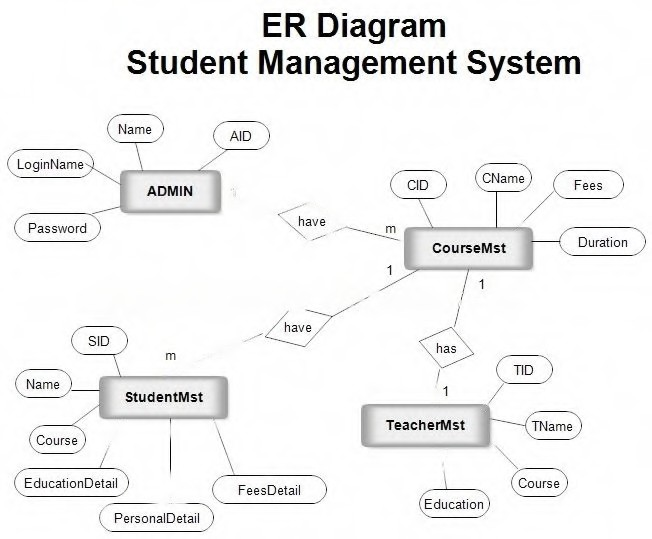 ER Diagram
Student Management System
Name
AID
LoginName
ADMIN
Password
have
m
CID
CName
Fees
CourseMst
Duration
1
1
have
m
has
1
SID
Name
StudentMst
Course
EducationDetail
PersonalDetail
FeesDetail
TID
TeacherMst
TName
Course
Education